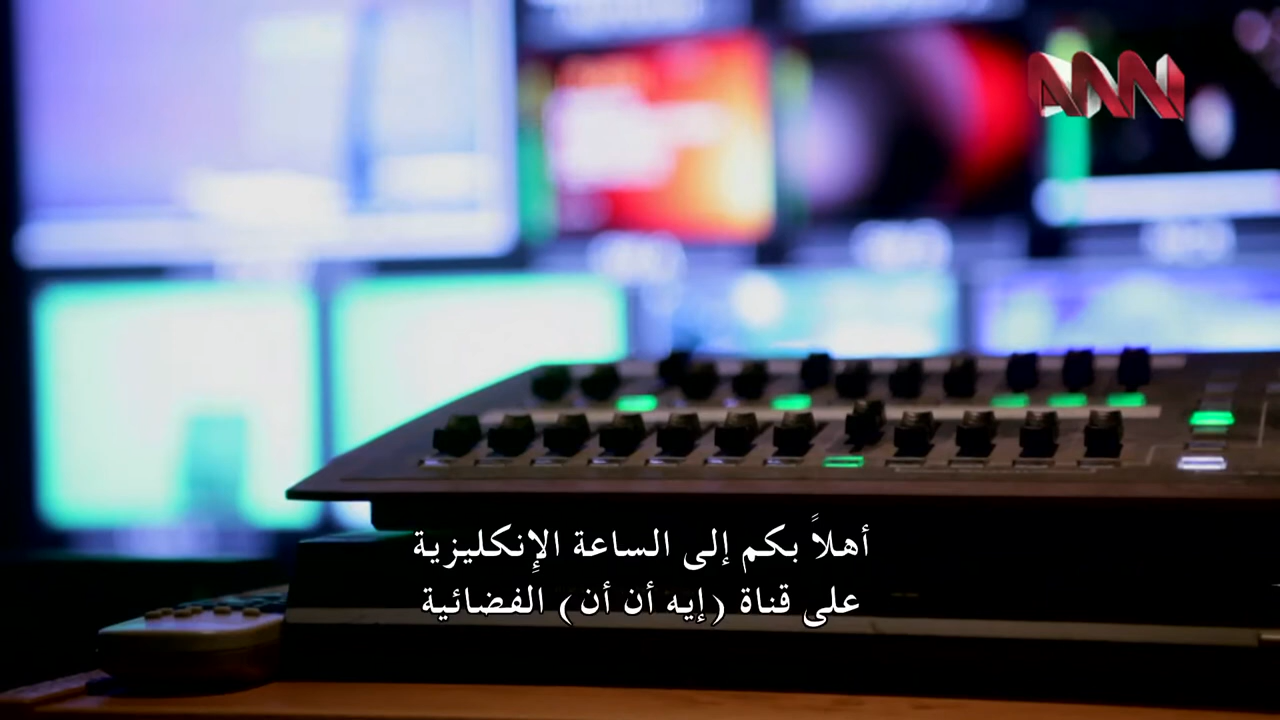 ANN
أهلاً بكم إلى الساعة الإنكليزية
على قناة (إيه أن أن) الفضائية